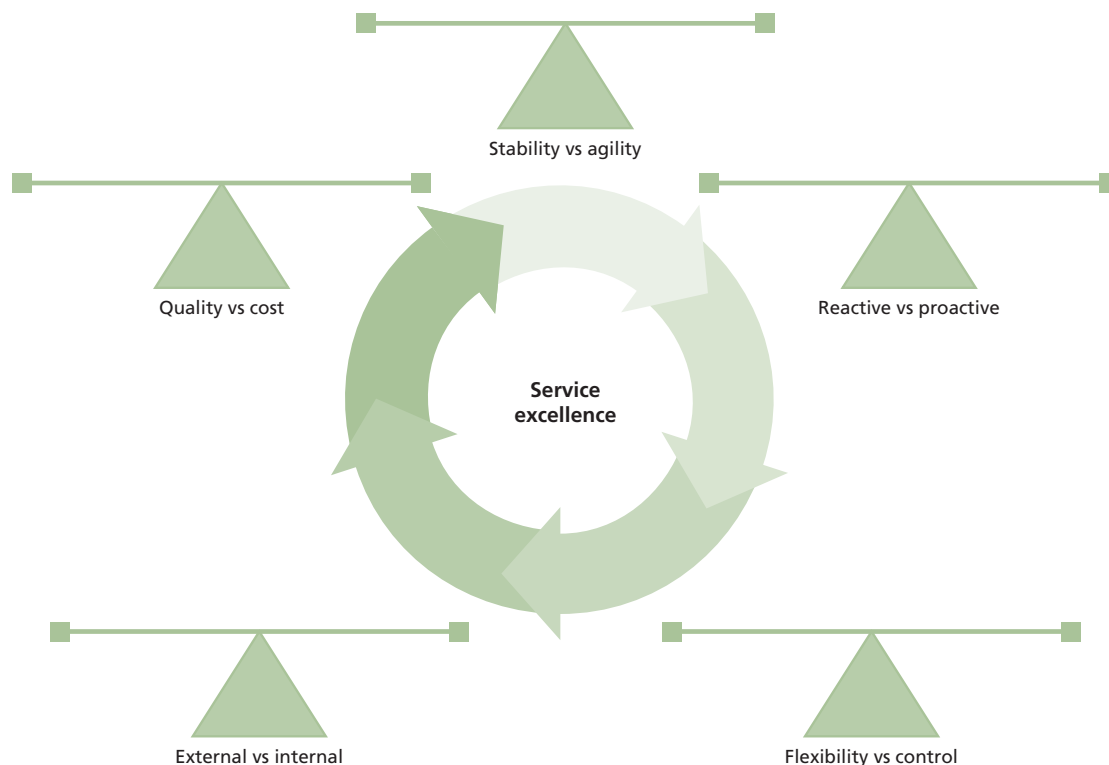 Stability vs agility
Quality vs cost
Reactive vs proactive
Service
excellence
External vs internal
Flexibility vs control